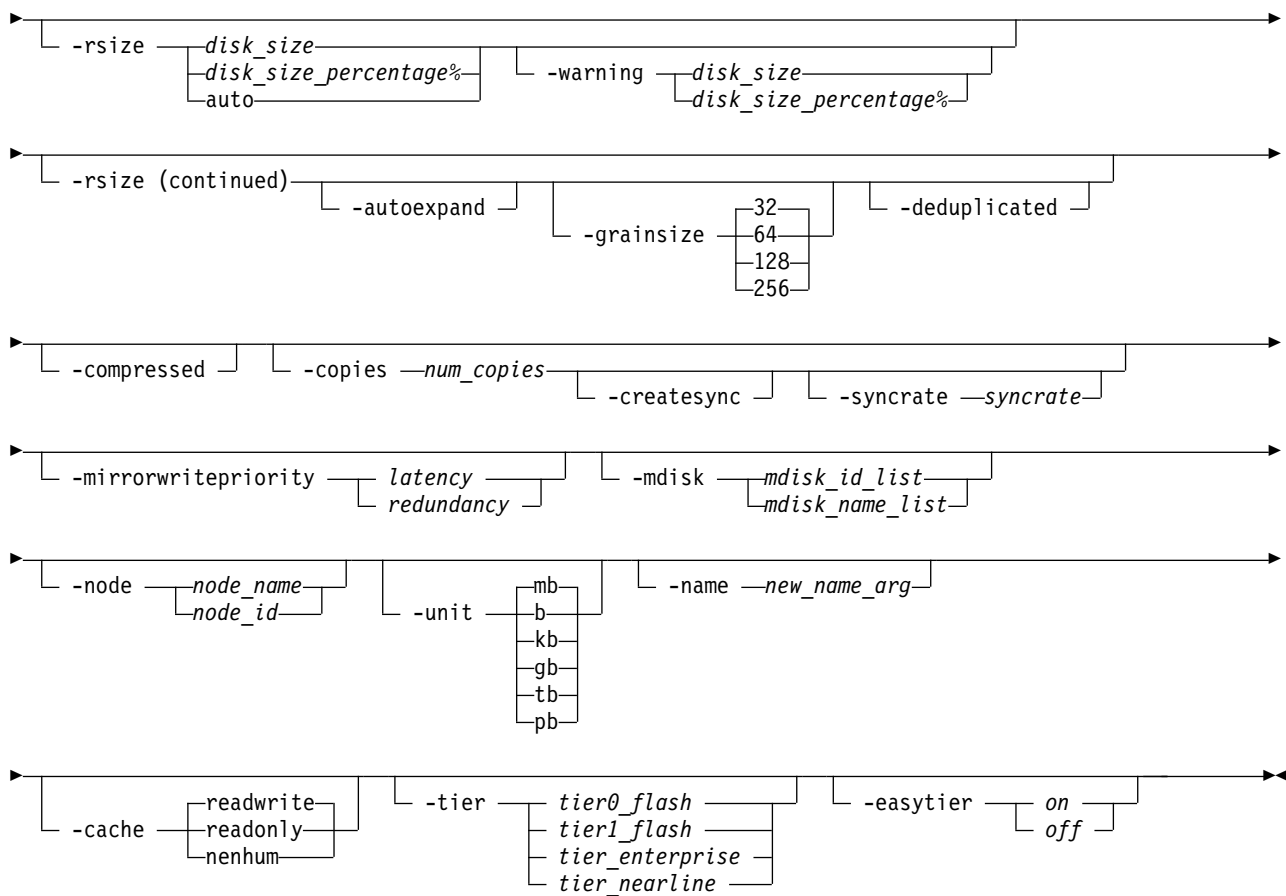 -rsize disk_size
disk_size_percentage%
auto
-warning disk_size
disk_size_percentage%
-rsize (continued)
-autoexpand
-grainsize
32
64
128
256
-deduplicated
-compressed
-copies num_copies
-createsync
-syncrate syncrate
-mirrorwritepriority latency
redundancy
-mdisk mdisk_id_list
mdisk_name_list
-node node_name
node_id
-unit
mb
b
kb
gb
tb
pb
-name new_name_arg
-cache
readwrite
readonly
nenhum
-tier tier0_flash
tier1_flash
tier_enterprise
tier_nearline
-easytier on
off